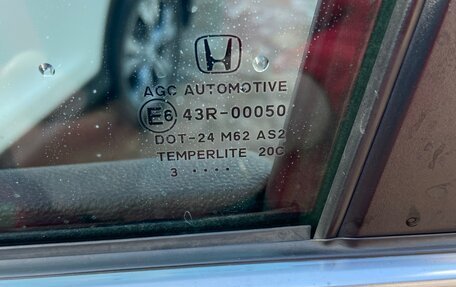 AGC AUTOMOTIVE
E6 43R-00050
DOT-24 M62 AS2
TEMPERLITE 20C
3 ····